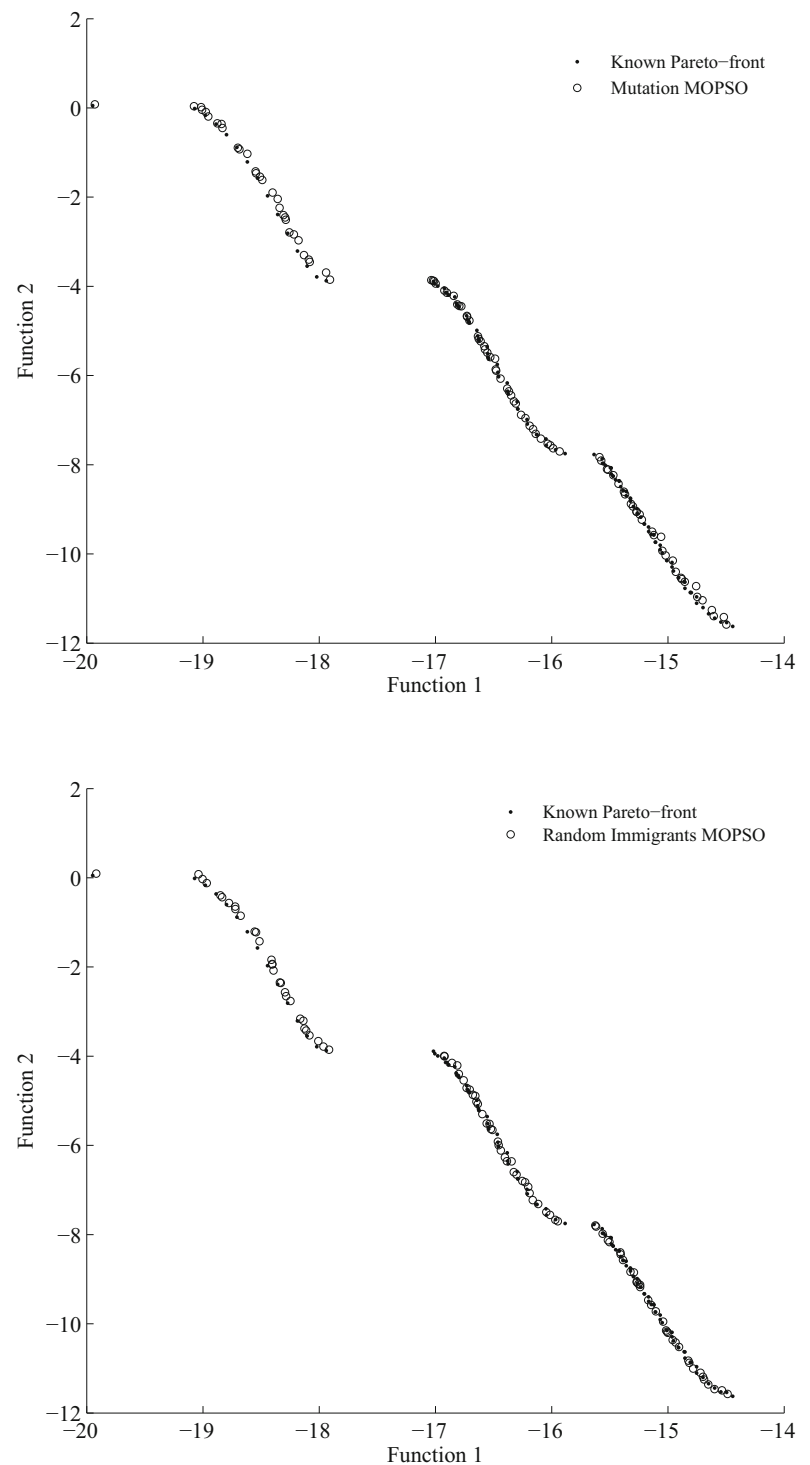 2
Known Pareto−front
Mutation MOPSO
0
−2
−4
Function 2
−6
−8
−10
−12
−20 −19 −18 −17 −16 −15 −14
Function 1
2
Known Pareto−front
Random Immigrants MOPSO
0
−2
−4
Function 2
−6
−8
−10
−12
−20 −19 −18 −17 −16 −15 −14
Function 1